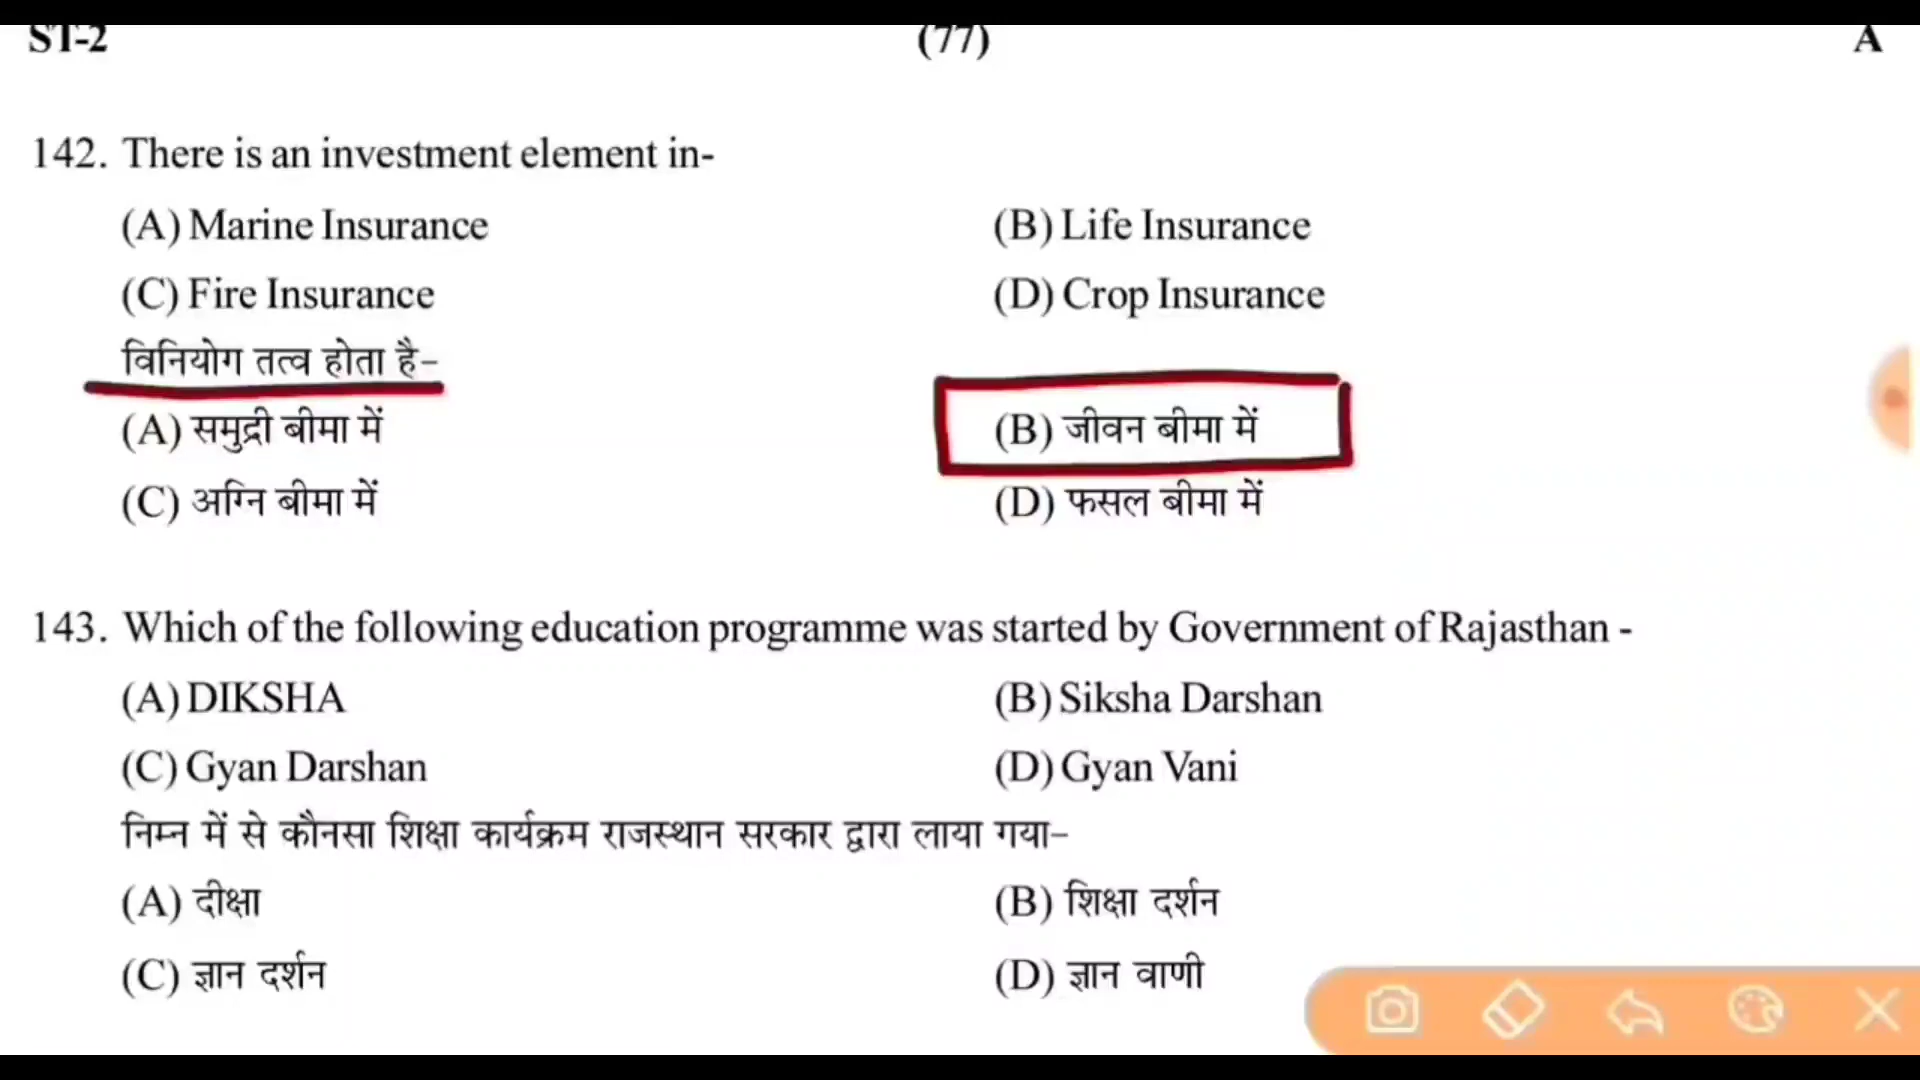 ST-2 (77) A
142. There is an investment element in-
(A) Marine Insurance (B) Life Insurance
(C) Fire Insurance (D) Crop Insurance
विनियोग तत्व होता है-
(A) समुद्री बीमा में (B) जीवन बीमा में
(C) अग्नि बीमा में (D) फसल बीमा में
143. Which of the following education programme was started by Government of Rajasthan -
(A) DIKSHA (B) Siksha Darshan
(C) Gyan Darshan (D) Gyan Vani
निम्न में से कौनसा शिक्षा कार्यक्रम राजस्थान सरकार द्वारा लाया गया-
(A) दीक्षा (B) शिक्षा दर्शन
(C) ज्ञान दर्शन (D) ज्ञान वाणी